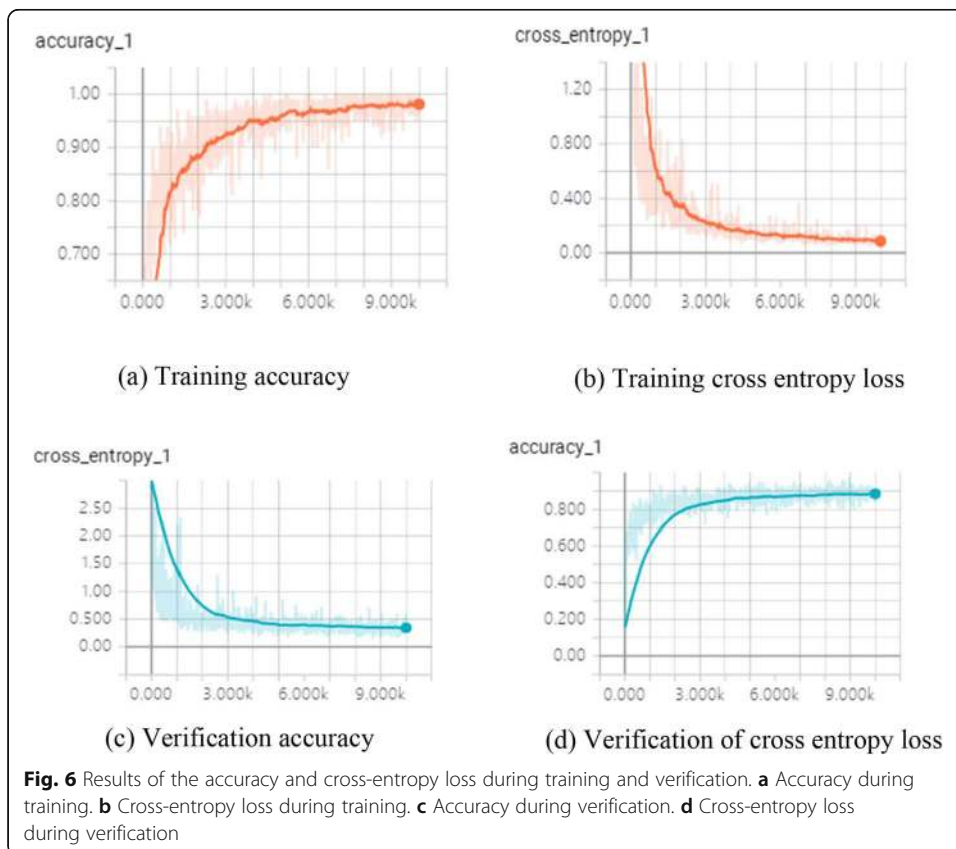 accuracy_1
1.00
0.900
0.800
0.700
0.000 3.000k 6.000k 9.000k
(a) Training accuracy
cross_entropy_1
1.20
0.800
0.400
0.00
0.000 3.000k 6.000k 9.000k
(b) Training cross entropy loss
cross_entropy_1
2.50
2.00
1.50
1.00
0.500
0.00
0.000 3.000k 6.000k 9.000k
(c) Verification accuracy
accuracy_1
0.800
0.600
0.400
0.200
0.00
0.000 3.000k 6.000k 9.000k
(d) Verification of cross entropy loss
Fig. 6 Results of the accuracy and cross-entropy loss during training and verification. a Accuracy during
training. b Cross-entropy loss during training. c Accuracy during verification. d Cross-entropy loss
during verification